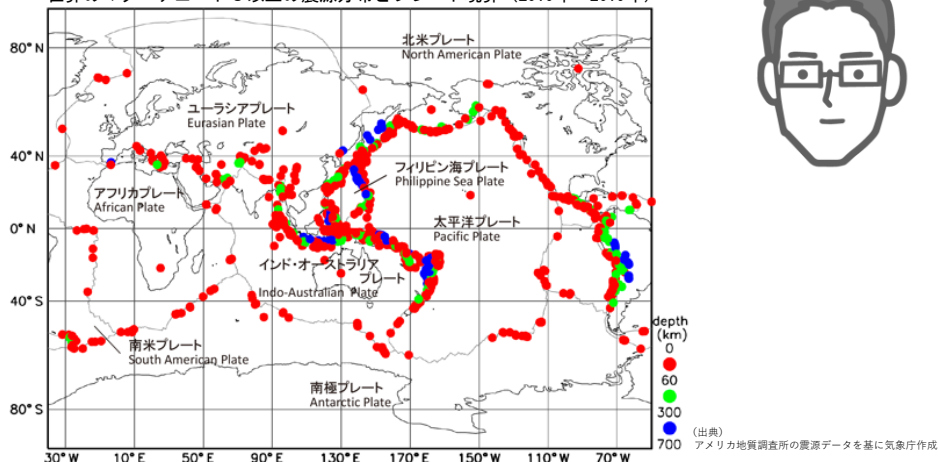 80° N
北米プレート
North American Plate
ユーラシアプレート
Eurasian Plate
40° N
フィリピン海プレート
Philippine Sea Plate
アフリカプレート
African Plate
太平洋プレート
Pacific Plate
0° N
インド・オーストラリア
プレート
Indo-Australian Plate
40° S
南米プレート
South American Plate
南極プレート
Antarctic Plate
80° S
30° W 10° E 50° E 90° E 130° E 170° E 150° W 110° W 70° W
depth
(km)
0
60
300
700
（出典）
アメリカ地質調査所の震源データを基に気象庁作成